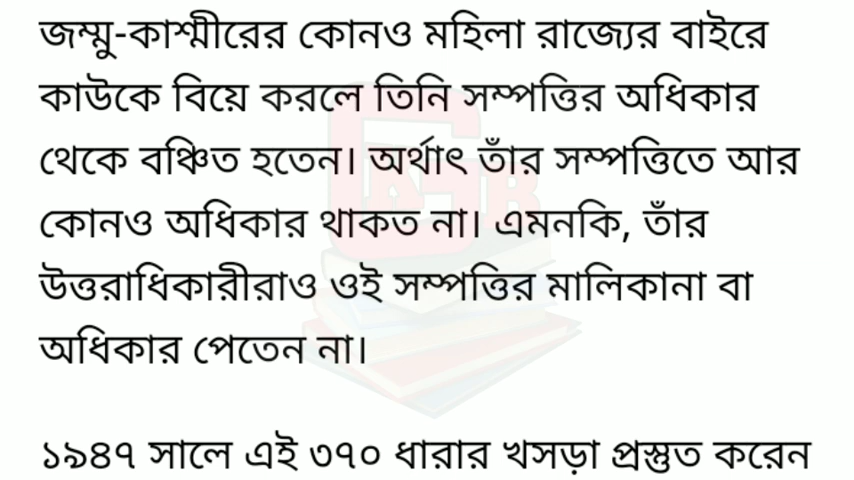 জম্মু-কাশ্মীরের কোনও মহিলা রাজ্যের বাইরে
কাউকে বিয়ে করলে তিনি সম্পত্তির অধিকার
থেকে বঞ্চিত হতেন। অর্থাৎ তাঁর সম্পত্তিতে আর
কোনও অধিকার থাকত না। এমনকি, তাঁর
উত্তরাধিকারীরাও ওই সম্পত্তির মালিকানা বা
অধিকার পেতেন না।
১৯৪৭ সালে এই ৩৭০ ধারার খসড়া প্রস্তুত করেন